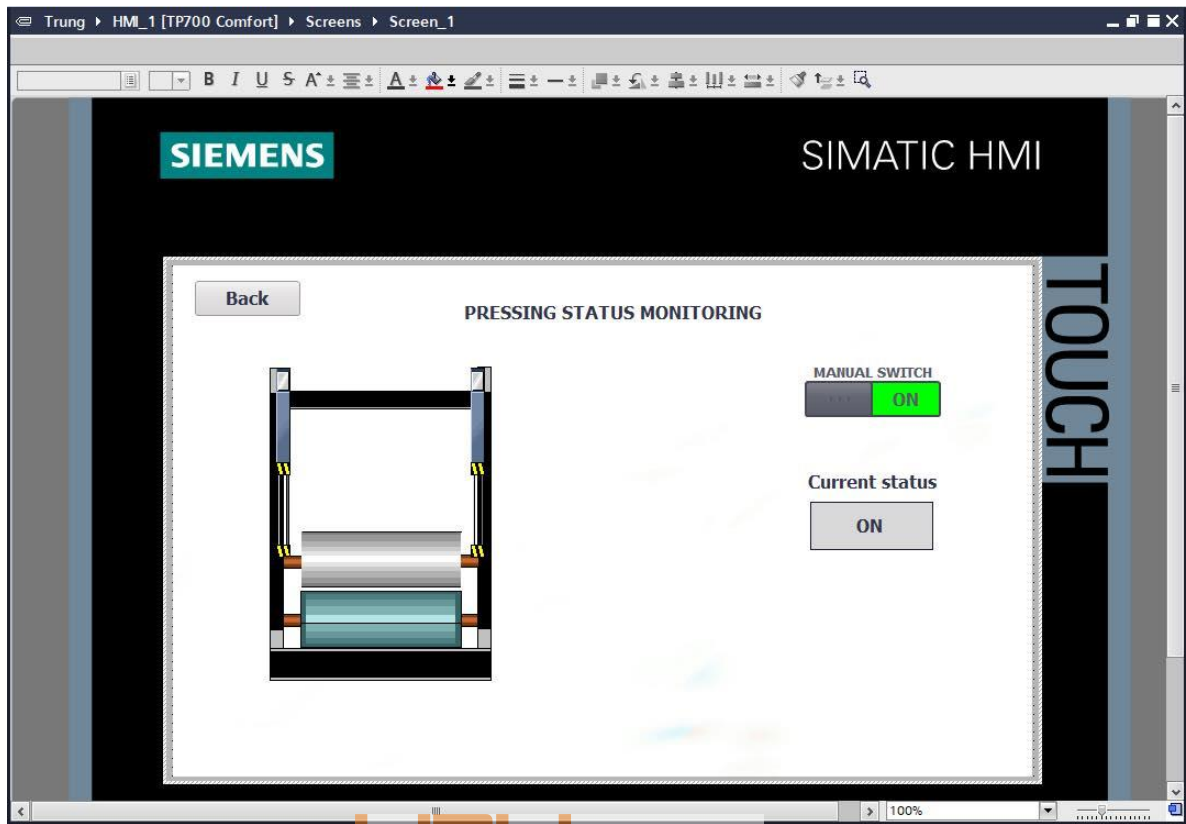 Trung ▸ HMI_1 [TP700 Comfort] ▸ Screens ▸ Screen_1
B I U S A A
SIEMENS
SIMATIC HMI
TOUCH
Back
PRESSING STATUS MONITORING
MANUAL SWITCH
ON
Current status
ON
100%